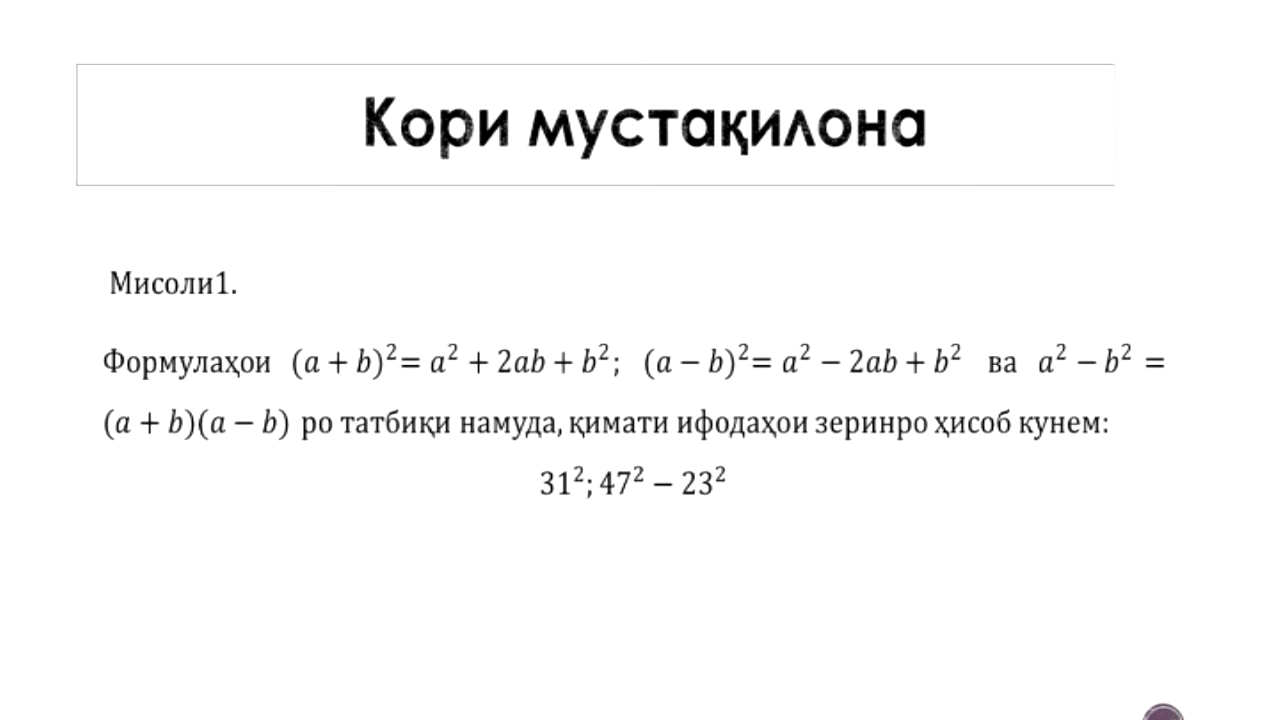 Кори мустақилона
Мисоли1.
Формулаҳои (a + b)²= a² + 2ab + b²; (a − b)²= a² − 2ab + b² ва a² − b² =
(a + b)(a − b) ро татбиқи намуда, қимати ифодаҳои зеринро ҳисоб кунем:
31²; 47² − 23²